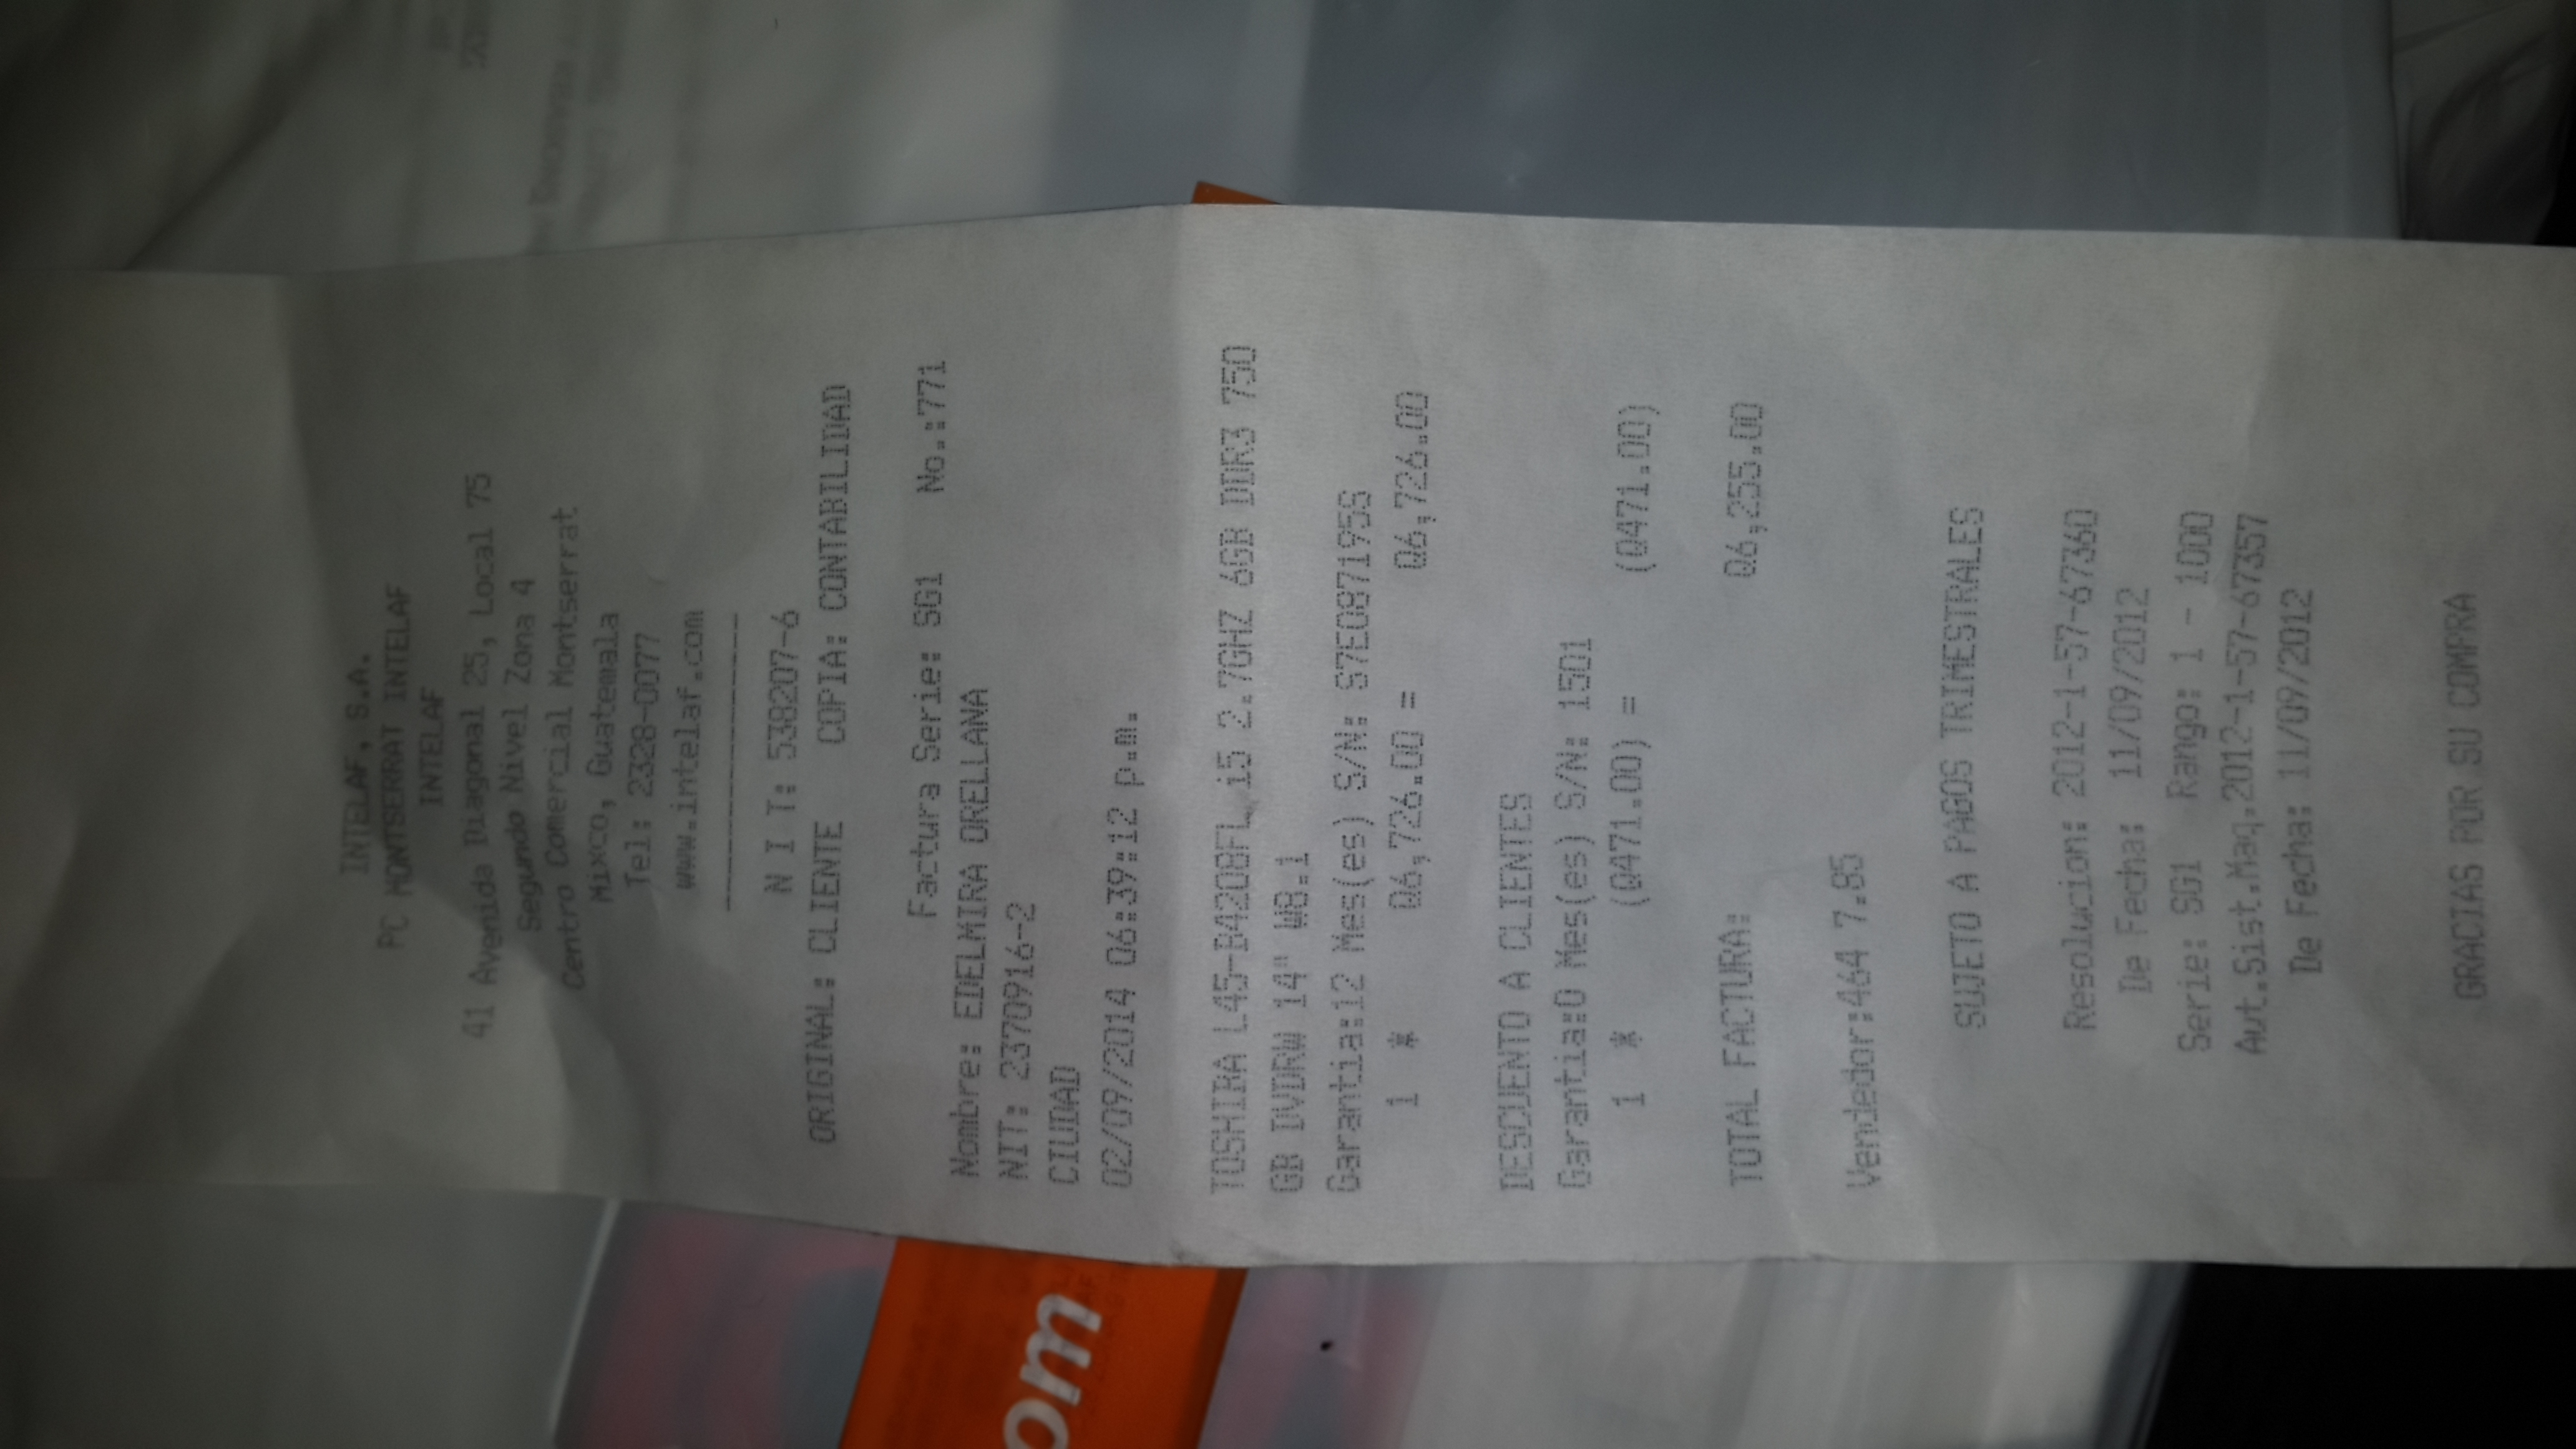 INTELAF, S.A.
PC MONTSERRAT INTELAF
INTELAF
41 Avenida Diagonal 25, Local 75
Segundo Nivel Zona 4
Centro Comercial Montserrat
Mixco, Guatemala
Tel: 2328-0077
www.intelaf.com
---------------
N I T: 538207-6
ORIGINAL: CLIENTE COPIA: CONTABILIDAD
Factura Serie: SG1 No.:771
Nombre: EDELMIRA ORELLANA
NIT: 2370916-2
CIUDAD
02/09/2014 06:39:12 p.m.
om
TOSHIBA L45-B4208FL i5 2.7GHZ 6GB DDR3 750
GB DVDRW 14" W8.1
Garantia:12 Mes(es) S/N: S7E087195S
1 * Q6,726.00 = Q6,726.00
DESCUENTO A CLIENTES
Garantia:0 Mes(es) S/N: 1501
1 * (Q471.00) = (Q471.00)
TOTAL FACTURA: Q6,255.00
Vendedor:464 7.85
SUJETO A PAGOS TRIMESTRALES
Resolucion: 2012-1-57-67360
De Fecha: 11/09/2012
Serie: SG1 Rango: 1 - 1000
Aut.Sist.Maq.2012-1-57-67357
De Fecha: 11/09/2012
GRACIAS POR SU COMPRA